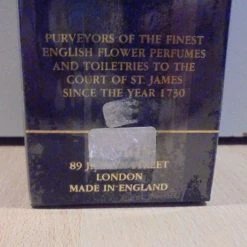 PURVEYORS OF THE FINEST
ENGLISH FLOWER PERFUMES
AND TOILETRIES TO THE
COURT OF ST. JAMES
SINCE THE YEAR 1730
89 STREET
LONDON
MADE IN ENGLAND